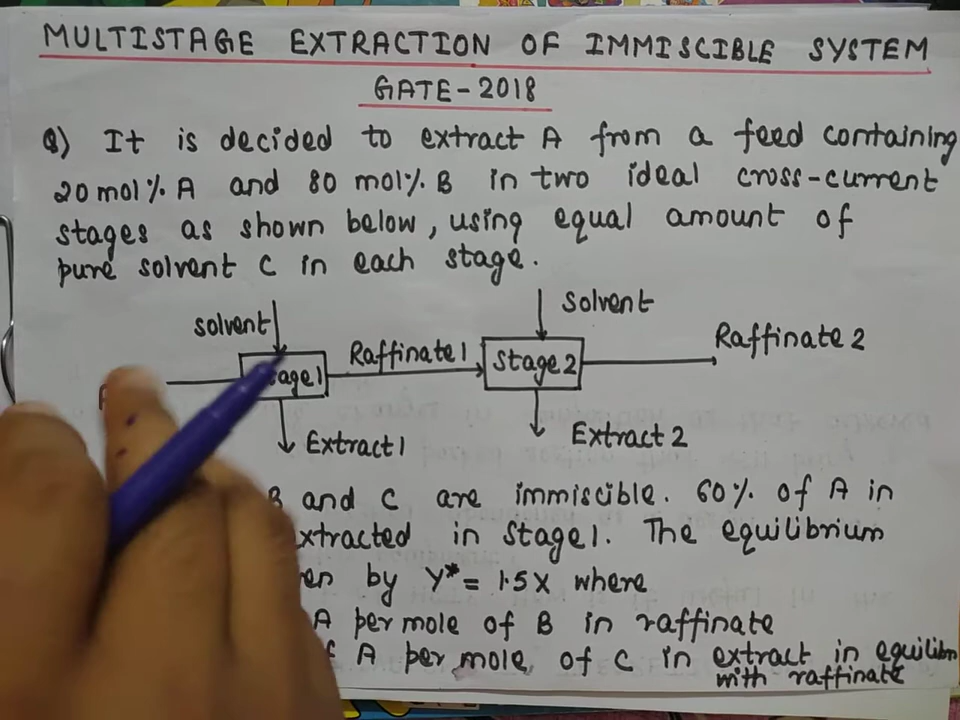 MULTISTAGE EXTRACTION OF IMMISCIBLE SYSTEM
GATE-2018
Q) It is decided to extract A from a feed containing
20 mol% A and 80 mol% B in two ideal cross-current
stages as shown below, using equal amount of
pure solvent C in each stage.
solvent
solvent
Raffinate 1
Stage 2
Raffinate 2
Extract 1
Extract 2
B and C are immiscible. 60% of A in
xtracted in Stage 1. The equilibrium
by Y* = 1.5X where
A per mole of B in raffinate
A per mole of C in extract in equilibm
with raffinate